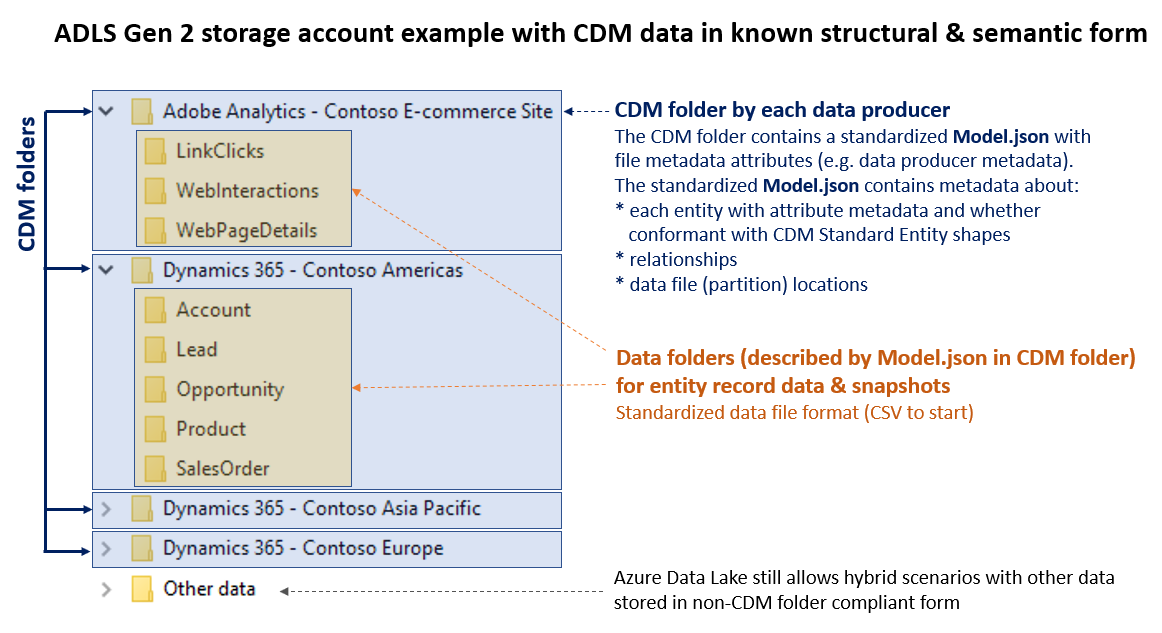 ADLS Gen 2 storage account example with CDM data in known structural & semantic form
CDM folders
Adobe Analytics - Contoso E-commerce Site
LinkClicks
WebInteractions
WebPageDetails
Dynamics 365 - Contoso Americas
Account
Lead
Opportunity
Product
SalesOrder
Dynamics 365 - Contoso Asia Pacific
Dynamics 365 - Contoso Europe
Other data
CDM folder by each data producer
The CDM folder contains a standardized Model.json with
file metadata attributes (e.g. data producer metadata).
The standardized Model.json contains metadata about:
* each entity with attribute metadata and whether
conformant with CDM Standard Entity shapes
* relationships
* data file (partition) locations
Data folders (described by Model.json in CDM folder)
for entity record data & snapshots
Standardized data file format (CSV to start)
Azure Data Lake still allows hybrid scenarios with other data
stored in non-CDM folder compliant form